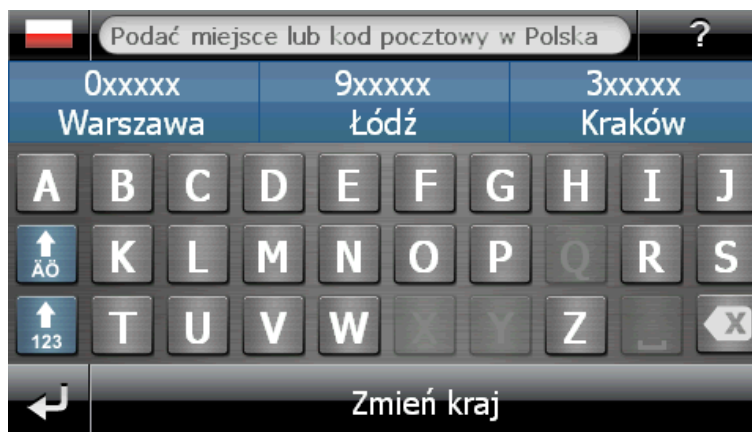 Podać miejsce lub kod pocztowy w Polska ?
0xxxxx 9xxxxx 3xxxxx
Warszawa Łódź Kraków
A B C D E F G H I J
ÄÖ K L M N O P Q R S
123 T U V W X Y Z X
Zmień kraj